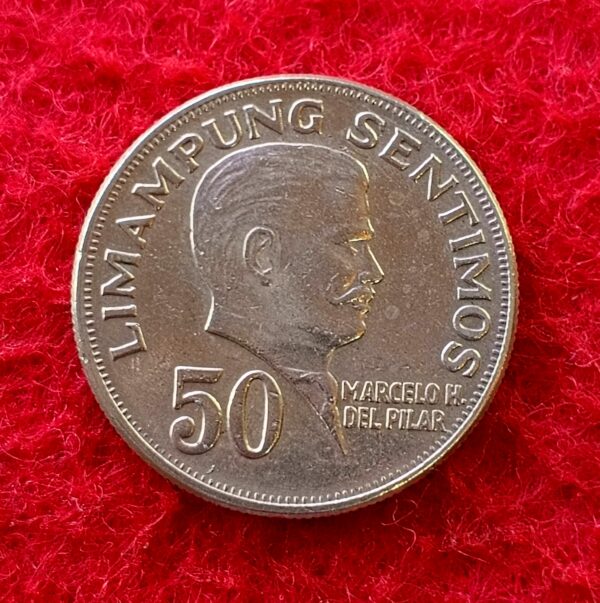 LIMAMPUNG SENTIMOS
50
MARCELO H.
DEL PILAR